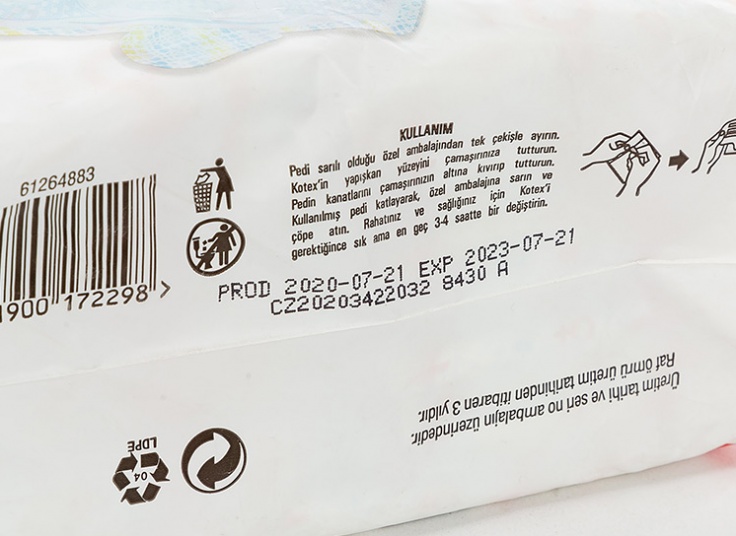 KULLANIM
Pedi sarılı olduğu özel ambalajından tek çekişle ayırın.
Kotex'in yapışkan yüzeyini çamaşırınıza tutturun.
Pedin kanatlarını çamaşırınızın altına kıvırıp tutturun.
Kullanılmış pedi katlayarak, özel ambalajına sarın ve
çöpe atın. Rahatınız ve sağlığınız için Kotex'i
gerektiğince sık ama en geç 3-4 saatte bir değiştirin.
61264883
900 172298 >
PROD 2020-07-21 EXP 2023-07-21
CZ20203422032 8430 A
Üretim tarihi ve seri no ambalajın üzerindedir.
Raf ömrü üretim tarihinden itibaren 3 yıldır.
04
LDPE